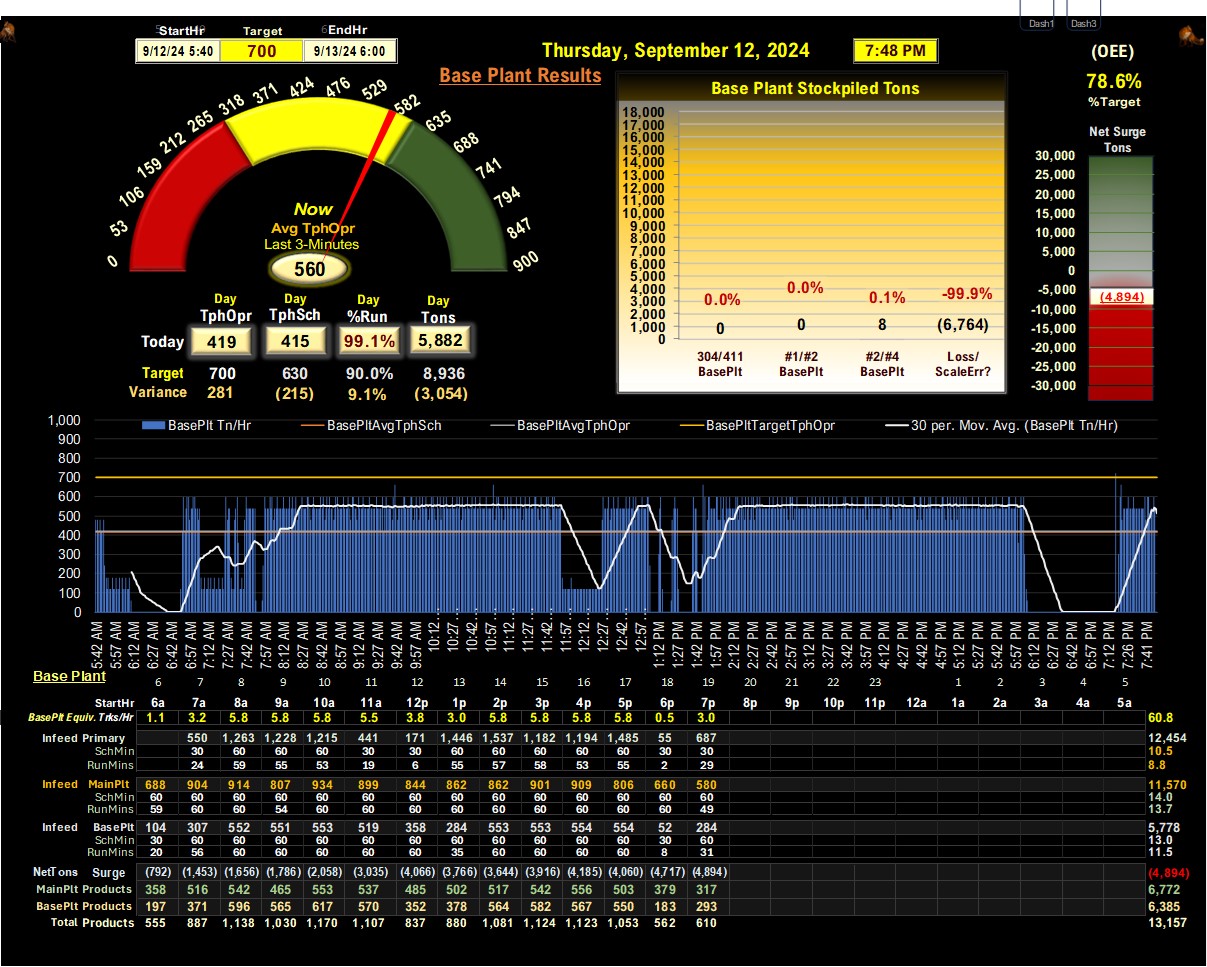 Dash1 Dash3
StartHr Target EndHr
9/12/24 5:40 700 9/13/24 6:00
Thursday, September 12, 2024 7:48 PM
(OEE)
78.6%
%Target
Base Plant Results
0 53 106 159 212 265 318 371 424 476 529 582 635 688 741 794 847 900
Now
Avg TphOpr
Last 3-Minutes
560
Day Day Day Day
TphOpr TphSch %Run Tons
Today 419 415 99.1% 5,882
Target 700 630 90.0% 8,936
Variance 281 (215) 9.1% (3,054)
Base Plant Stockpiled Tons
18,000
17,000
16,000
15,000
14,000
13,000
12,000
11,000
10,000
9,000
8,000
7,000
6,000
5,000
4,000
3,000
2,000
1,000
0
0.0% 0.0% 0.1% -99.9%
0 0 8 (6,764)
304/411 #1/#2 #2/#4 Loss/
BasePlt BasePlt BasePlt ScaleErr?
Net Surge
Tons
30,000
25,000
20,000
15,000
10,000
5,000
0
-5,000
-10,000
-15,000
-20,000
-25,000
-30,000
(4,894)
BasePlt Tn/Hr BasePltAvgTphSch BasePltAvgTphOpr BasePltTargetTphOpr 30 per. Mov. Avg. (BasePlt Tn/Hr)
1,000
900
800
700
600
500
400
300
200
100
0
5:42 AM 5:57 AM 6:12 AM 6:27 AM 6:42 AM 6:57 AM 7:12 AM 7:27 AM 7:42 AM 7:57 AM 8:12 AM 8:27 AM 8:42 AM 8:57 AM 9:12 AM 9:27 AM 9:42 AM 9:57 AM 10:12... 10:27... 10:42... 10:57... 11:12... 11:27... 11:42... 11:57... 12:12... 12:27... 12:42... 12:57... 1:12 PM 1:27 PM 1:42 PM 1:57 PM 2:12 PM 2:27 PM 2:42 PM 2:57 PM 3:12 PM 3:27 PM 3:42 PM 3:57 PM 4:12 PM 4:27 PM 4:42 PM 4:57 PM 5:12 PM 5:27 PM 5:42 PM 5:57 PM 6:12 PM 6:27 PM 6:42 PM 6:57 PM 7:12 PM 7:26 PM 7:41 PM
Base Plant 6 7 8 9 10 11 12 13 14 15 16 17 18 19 20 21 22 23 1 2 3 4 5
StartHr 6a 7a 8a 9a 10a 11a 12p 1p 2p 3p 4p 5p 6p 7p 8p 9p 10p 11p 12a 1a 2a 3a 4a 5a
BasePlt Equiv. Trks/Hr 1.1 3.2 5.8 5.8 5.8 5.5 3.8 3.0 5.8 5.8 5.8 5.8 0.5 3.0 60.8
Infeed Primary 550 1,263 1,228 1,215 441 171 1,446 1,537 1,182 1,194 1,485 55 687 12,454
SchMin 30 60 60 60 30 30 60 60 60 60 60 30 30 10.5
RunMins 24 59 55 53 19 6 55 57 58 53 55 2 29 8.8
Infeed MainPlt 688 904 914 807 934 899 844 862 862 901 909 806 660 580 11,570
SchMin 60 60 60 60 60 60 60 60 60 60 60 60 60 60 14.0
RunMins 59 60 60 54 60 60 60 60 60 60 60 60 60 49 13.7
Infeed BasePlt 104 307 552 551 553 519 358 284 553 553 554 554 52 284 5,778
SchMin 30 60 60 60 60 60 60 60 60 60 60 60 30 60 13.0
RunMins 20 56 60 60 60 60 60 35 60 60 60 60 8 31 11.5
NetTons Surge (792) (1,453) (1,656) (1,786) (2,058) (3,035) (4,066) (3,766) (3,644) (3,916) (4,185) (4,060) (4,717) (4,894) (4,894)
MainPlt Products 358 516 542 465 553 537 485 502 517 542 556 503 379 317 6,772
BasePlt Products 197 371 596 565 617 570 352 378 564 582 567 550 183 293 6,385
Total Products 555 887 1,138 1,030 1,170 1,107 837 880 1,081 1,124 1,123 1,053 562 610 13,157